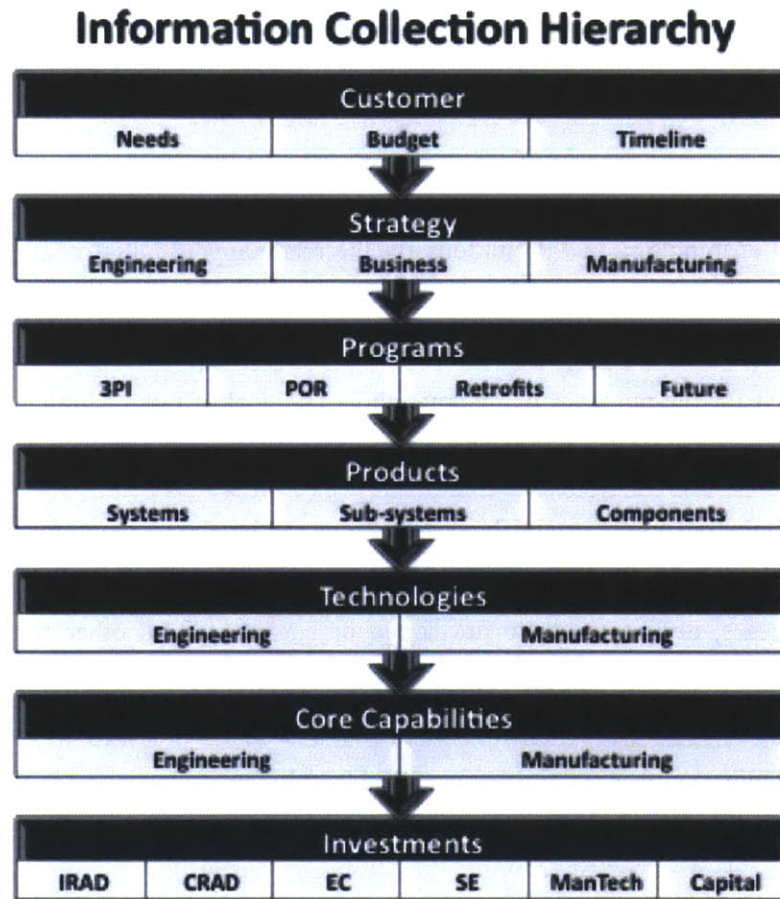 Information Collection Hierarchy
Customer
Needs Budget Timeline
Strategy
Engineering Business Manufacturing
Programs
3PI POR Retrofits Future
Products
Systems Sub-systems Components
Technologies
Engineering Manufacturing
Core Capabilities
Engineering Manufacturing
Investments
IRAD CRAD EC SE ManTech Capital